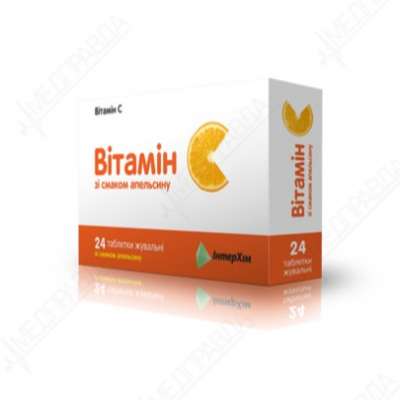 Вітамін С
Вітамін
зі смаком апельсину
24 таблетки жувальні
зі смаком апельсину
ІнтерХім
Вітамін
зі смаком апельсину
24
таблетки
жувальні
МЕДПРАВДА